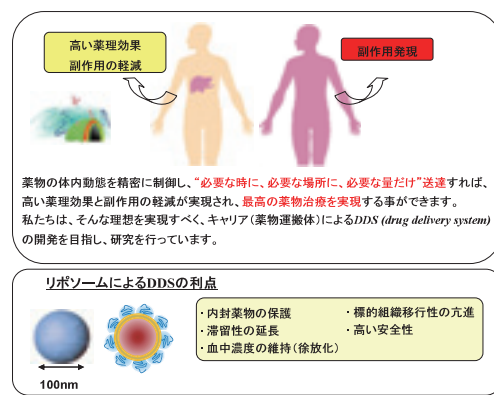 高い薬理効果
副作用の軽減
副作用発現
薬物の体内動態を精密に制御し、“必要な時に、必要な場所に、必要な量だけ”送達すれば、
高い薬理効果と副作用の軽減が実現され、最高の薬物治療を実現する事ができます。
私たちは、そんな理想を実現すべく、キャリア（薬物運搬体）によるDDS (drug delivery system)
の開発を目指し、研究を行っています。
リポソームによるDDSの利点
100nm
・内封薬物の保護
・滞留性の延長
・血中濃度の維持（徐放化）
・標的組織移行性の亢進
・高い安全性